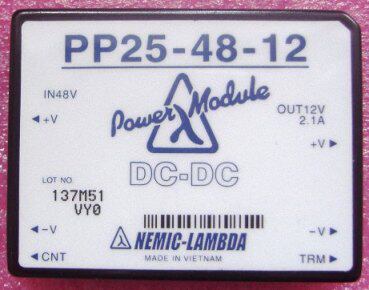 PP25-48-12
IN48V
Power Module
OUT12V
2.1A
◄+V
+V►
DC-DC
LOT NO.
137M51
VY0
◄-V
-V►
NEMIC-LAMBDA
◄CNT
MADE IN VIETNAM
TRM►